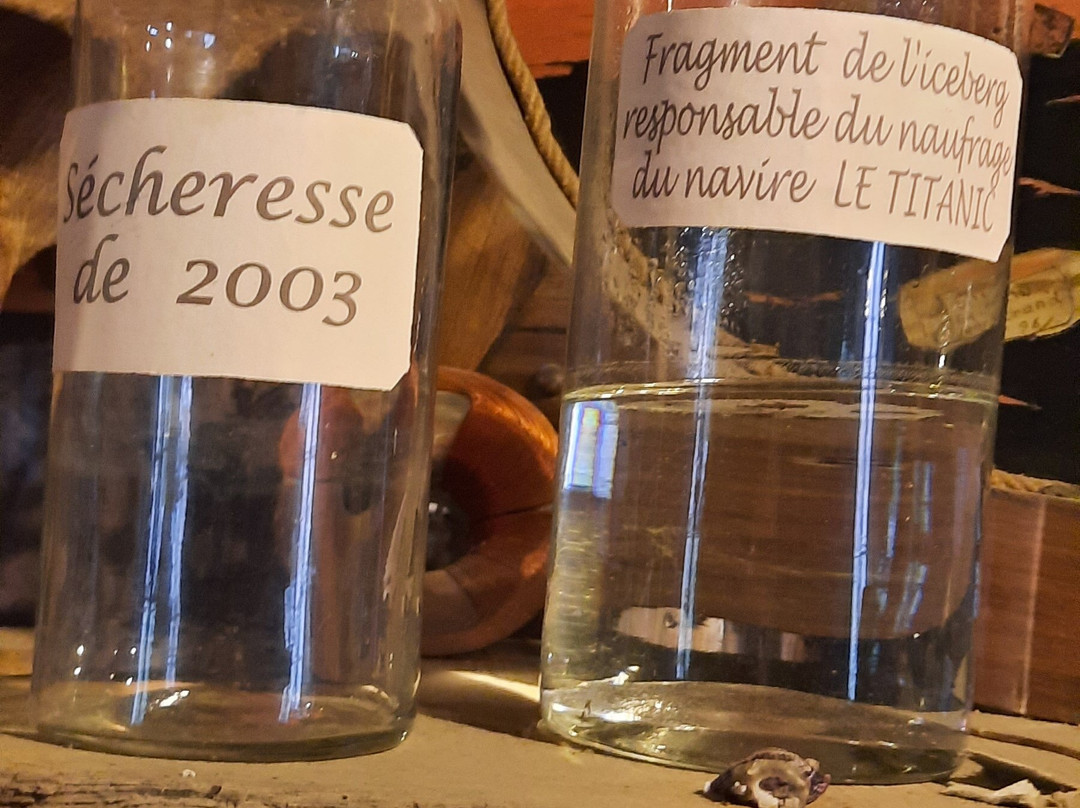 Sécheresse
de 2003
Fragment de l'iceberg
responsable du naufrage
du navire LE TITANIC